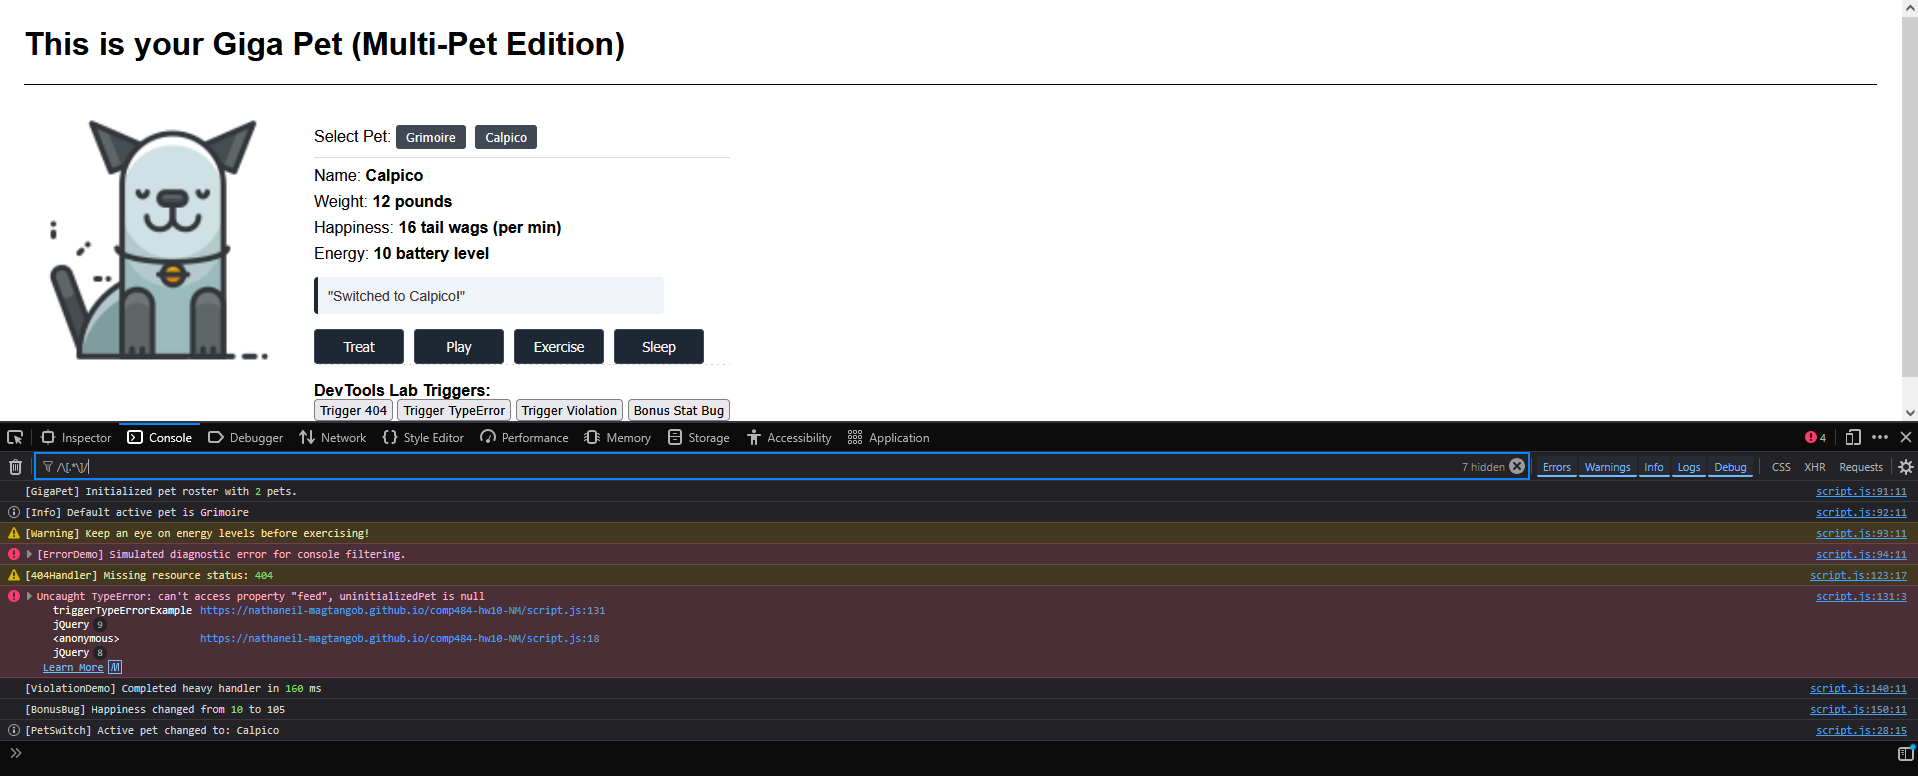 This is your Giga Pet (Multi-Pet Edition)
Select Pet: Grimoire Calpico
Name: Calpico
Weight: 12 pounds
Happiness: 16 tail wags (per min)
Energy: 10 battery level
"Switched to Calpico!"
Treat Play Exercise Sleep
DevTools Lab Triggers:
Trigger 404 Trigger TypeError Trigger Violation Bonus Stat Bug
Inspector Console Debugger Network Style Editor Performance Memory Storage Accessibility Application 4
/\[.*\]/ 7 hidden Errors Warnings Info Logs Debug CSS XHR Requests
[GigaPet] Initialized pet roster with 2 pets. script.js:91:11
[Info] Default active pet is Grimoire script.js:92:11
[Warning] Keep an eye on energy levels before exercising! script.js:93:11
[ErrorDemo] Simulated diagnostic error for console filtering. script.js:94:11
[404Handler] Missing resource status: 404 script.js:123:17
Uncaught TypeError: can't access property "feed", uninitializedPet is null script.js:131:3
triggerTypeErrorExample https://nathaneil-magtangob.github.io/comp484-hw10-NM/script.js:131
jQuery 9
<anonymous> https://nathaneil-magtangob.github.io/comp484-hw10-NM/script.js:18
jQuery 8
Learn More
[ViolationDemo] Completed heavy handler in 160 ms script.js:140:11
[BonusBug] Happiness changed from 10 to 105 script.js:150:11
[PetSwitch] Active pet changed to: Calpico script.js:28:15